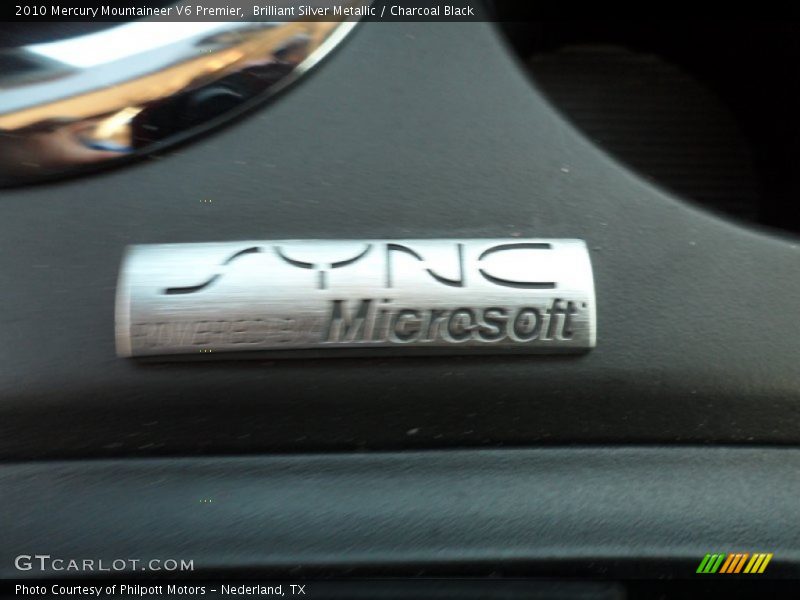 2010 Mercury Mountaineer V6 Premier,  Brilliant Silver Metallic / Charcoal Black
SYNC
POWERED BY Microsoft
GTCARLOT.COM
Photo Courtesy of Philpott Motors - Nederland, TX